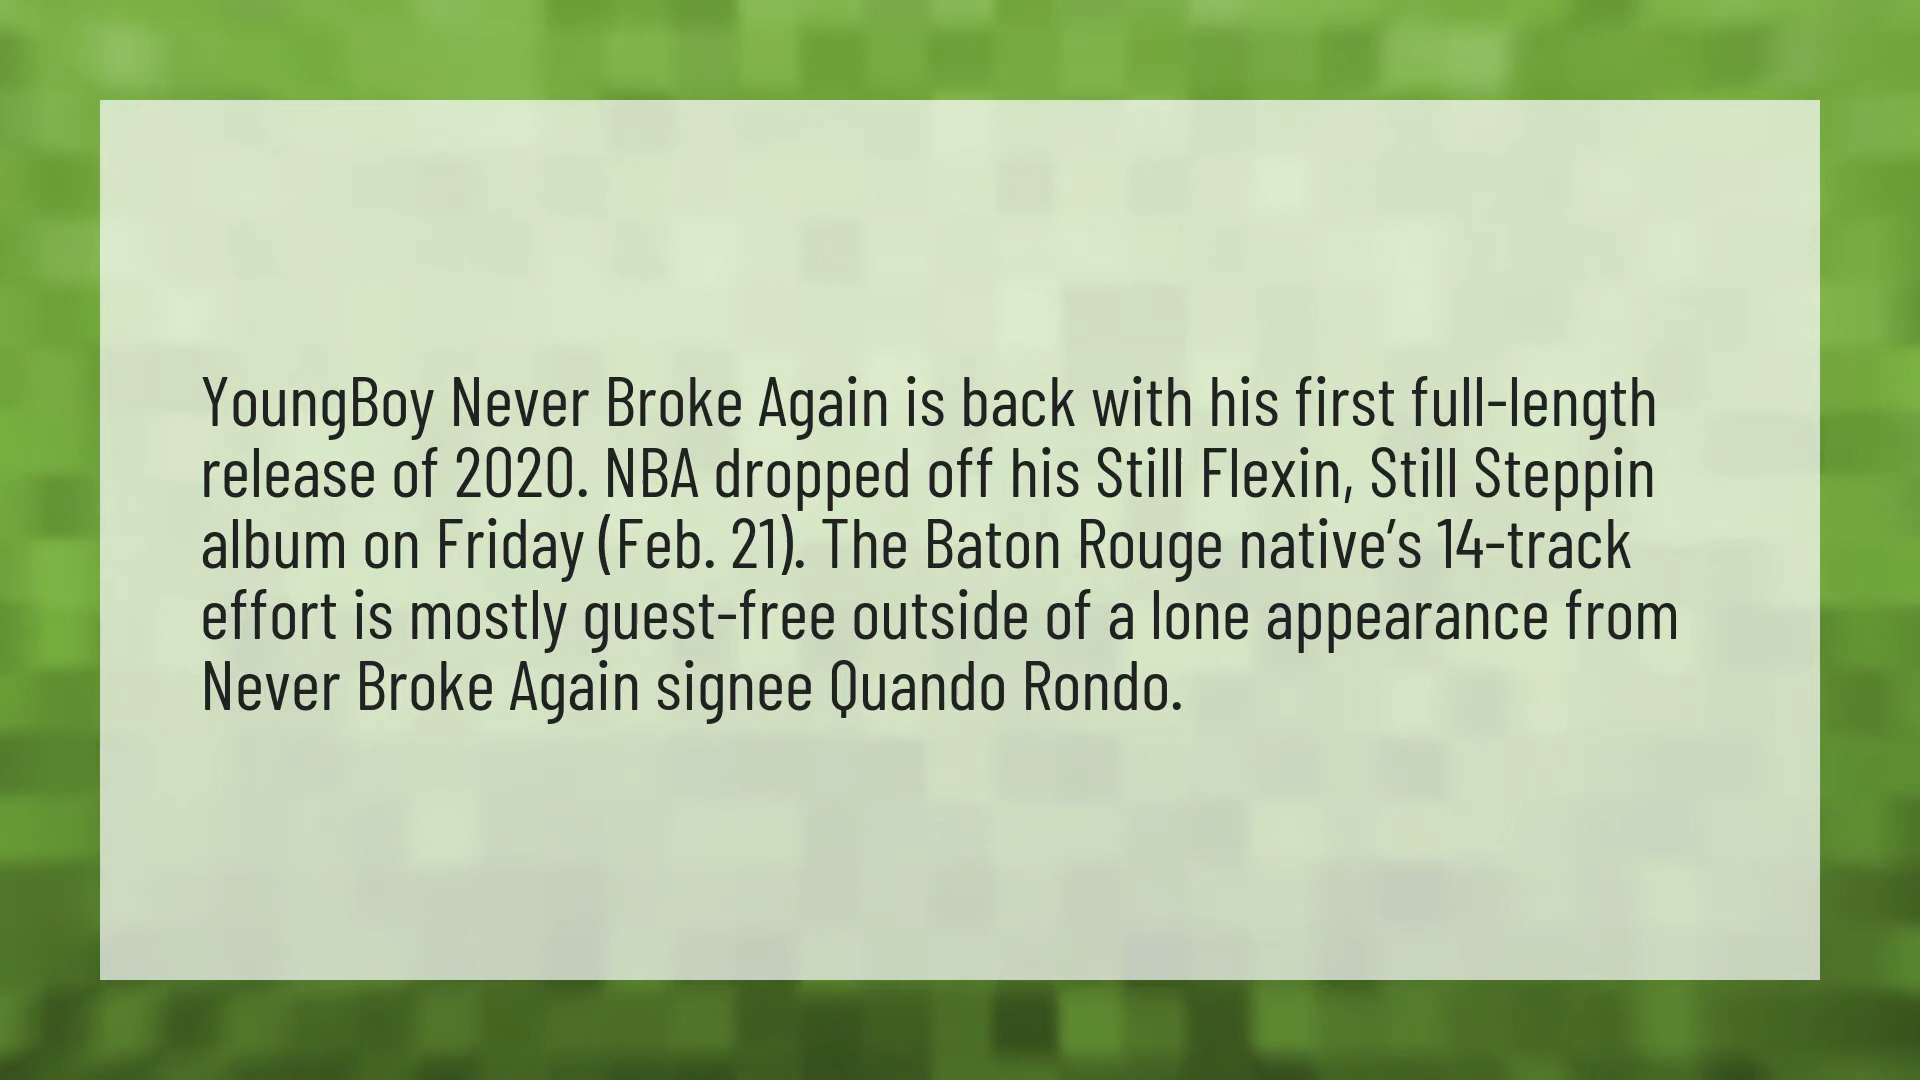 YoungBoy Never Broke Again is back with his first full-length
release of 2020. NBA dropped off his Still Flexin, Still Steppin
album on Friday (Feb. 21). The Baton Rouge native’s 14-track
effort is mostly guest-free outside of a lone appearance from
Never Broke Again signee Quando Rondo.